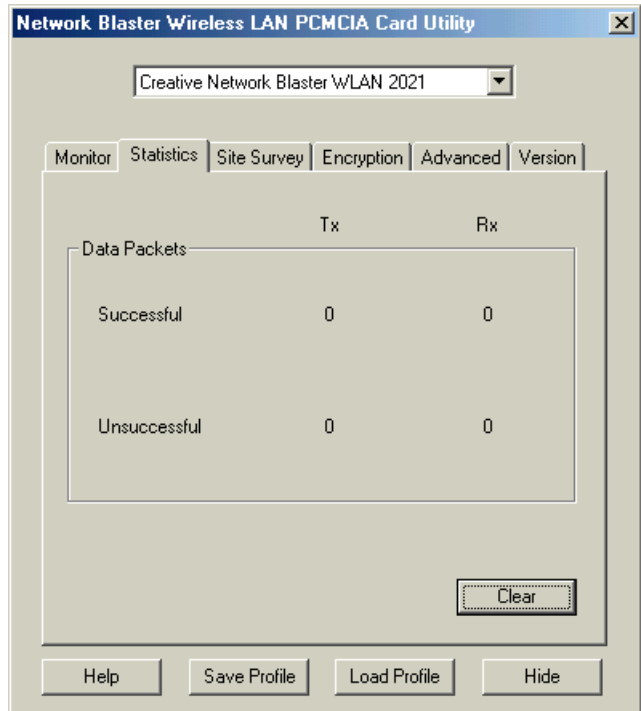 Network Blaster Wireless LAN PCMCIA Card Utility
Creative Network Blaster WLAN 2021
Monitor Statistics Site Survey Encryption Advanced Version
Tx Rx
Data Packets
Successful 0 0
Unsuccessful 0 0
Clear
Help Save Profile Load Profile Hide